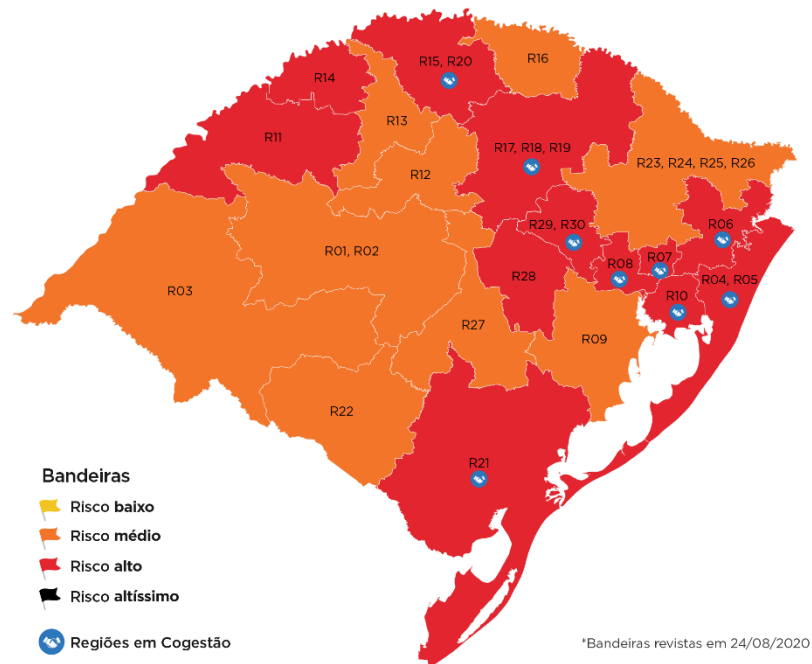 R16
R15, R20
R14
R13
R11
R17, R18, R19
R23, R24, R25, R26
R12
R29, R30
R06
R01, R02
R07
R08
R28
R04, R05
R03
R10
R27
R09
R22
R21
Bandeiras
Risco baixo
Risco médio
Risco alto
Risco altíssimo
Regiões em Cogestão
*Bandeiras revistas em 24/08/2020